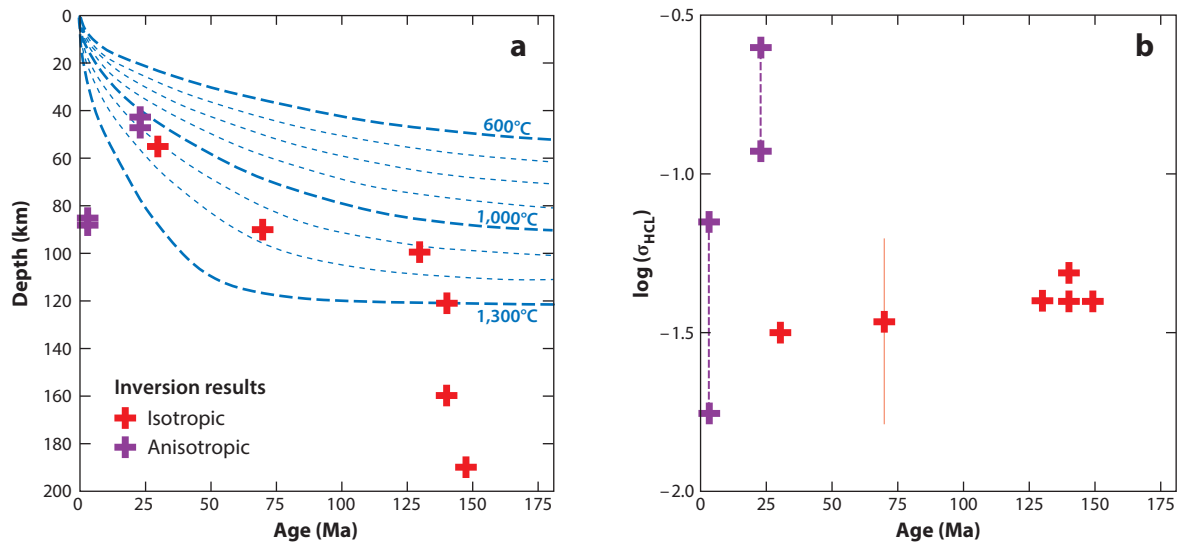 a
0
20
40
60
80
100
120
140
160
180
200
Depth (km)
600°C
1,000°C
1,300°C
Inversion results
Isotropic
Anisotropic
0 25 50 75 100 125 150 175
Age (Ma)
b
−0.5
−1.0
−1.5
−2.0
log (σHCL)
0 25 50 75 100 125 150 175
Age (Ma)